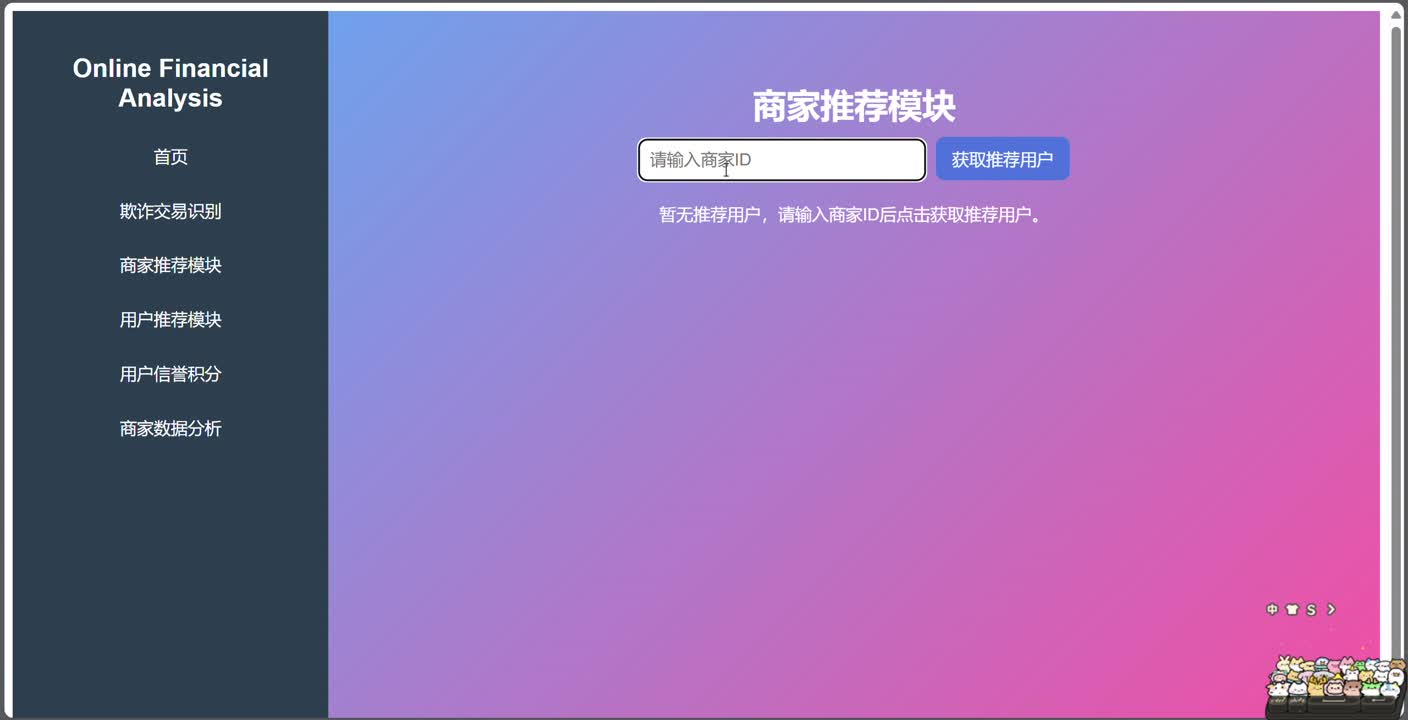 Online Financial
Analysis
首页
欺诈交易识别
商家推荐模块
用户推荐模块
用户信誉积分
商家数据分析
商家推荐模块
请输入商家ID
获取推荐用户
暂无推荐用户，请输入商家ID后点击获取推荐用户。
中 S